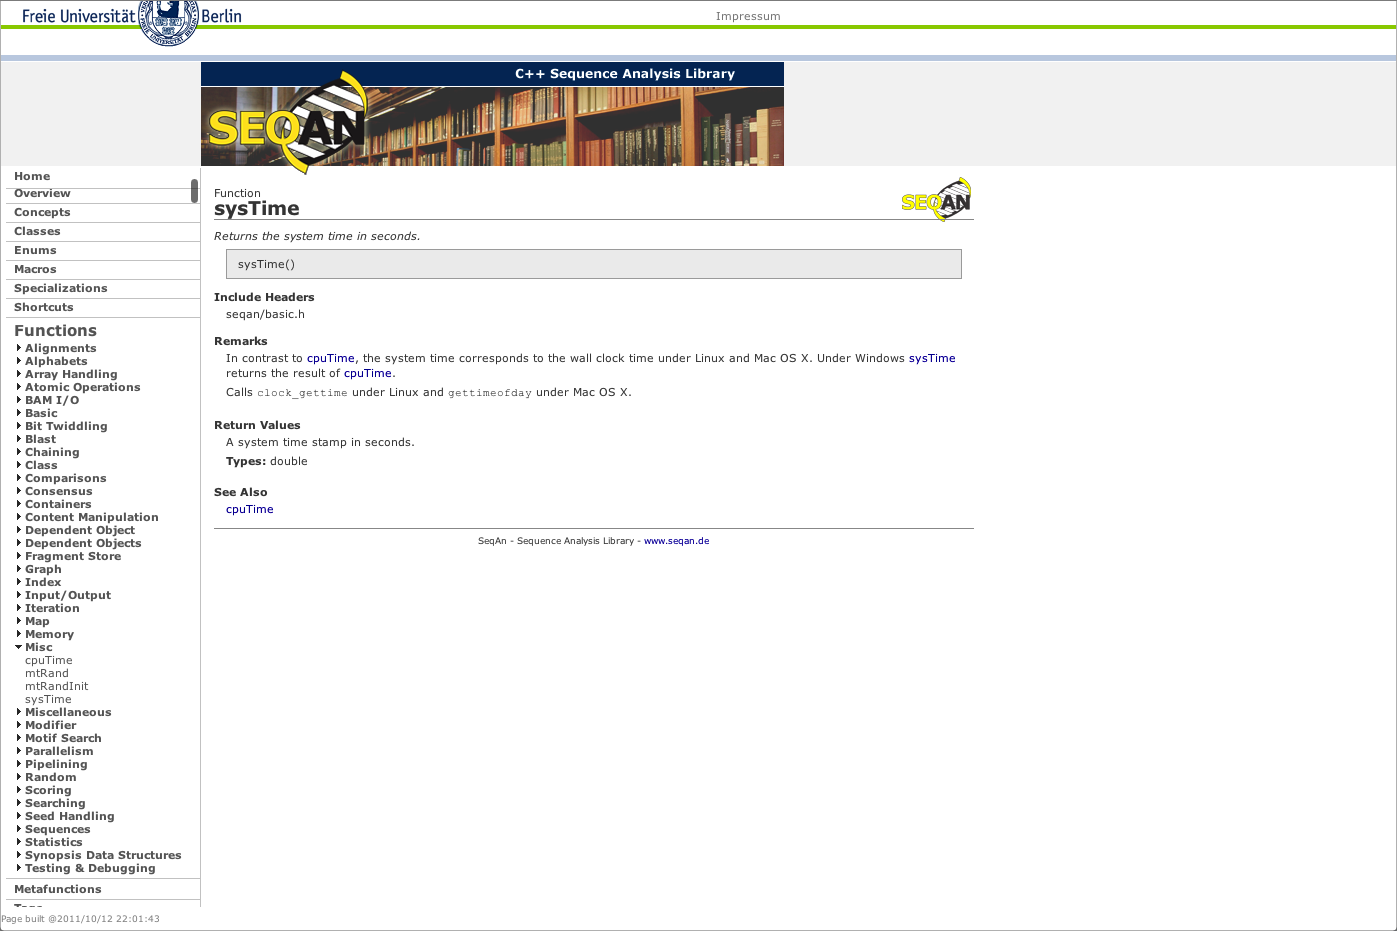 Freie Universität Berlin
Impressum
C++ Sequence Analysis Library
SEQAN
Home
Overview
Concepts
Classes
Enums
Macros
Specializations
Shortcuts
Functions
Alignments
Alphabets
Array Handling
Atomic Operations
BAM I/O
Basic
Bit Twiddling
Blast
Chaining
Class
Comparisons
Consensus
Containers
Content Manipulation
Dependent Object
Dependent Objects
Fragment Store
Graph
Index
Input/Output
Iteration
Map
Memory
Misc
cpuTime
mtRand
mtRandInit
sysTime
Miscellaneous
Modifier
Motif Search
Parallelism
Pipelining
Random
Scoring
Searching
Seed Handling
Sequences
Statistics
Synopsis Data Structures
Testing & Debugging
Metafunctions
Function
sysTime
SEQAN
Returns the system time in seconds.
sysTime()
Include Headers
seqan/basic.h
Remarks
In contrast to cpuTime, the system time corresponds to the wall clock time under Linux and Mac OS X. Under Windows sysTime
returns the result of cpuTime.
Calls clock_gettime under Linux and gettimeofday under Mac OS X.
Return Values
A system time stamp in seconds.
Types: double
See Also
cpuTime
SeqAn - Sequence Analysis Library - www.seqan.de
Page built @2011/10/12 22:01:43